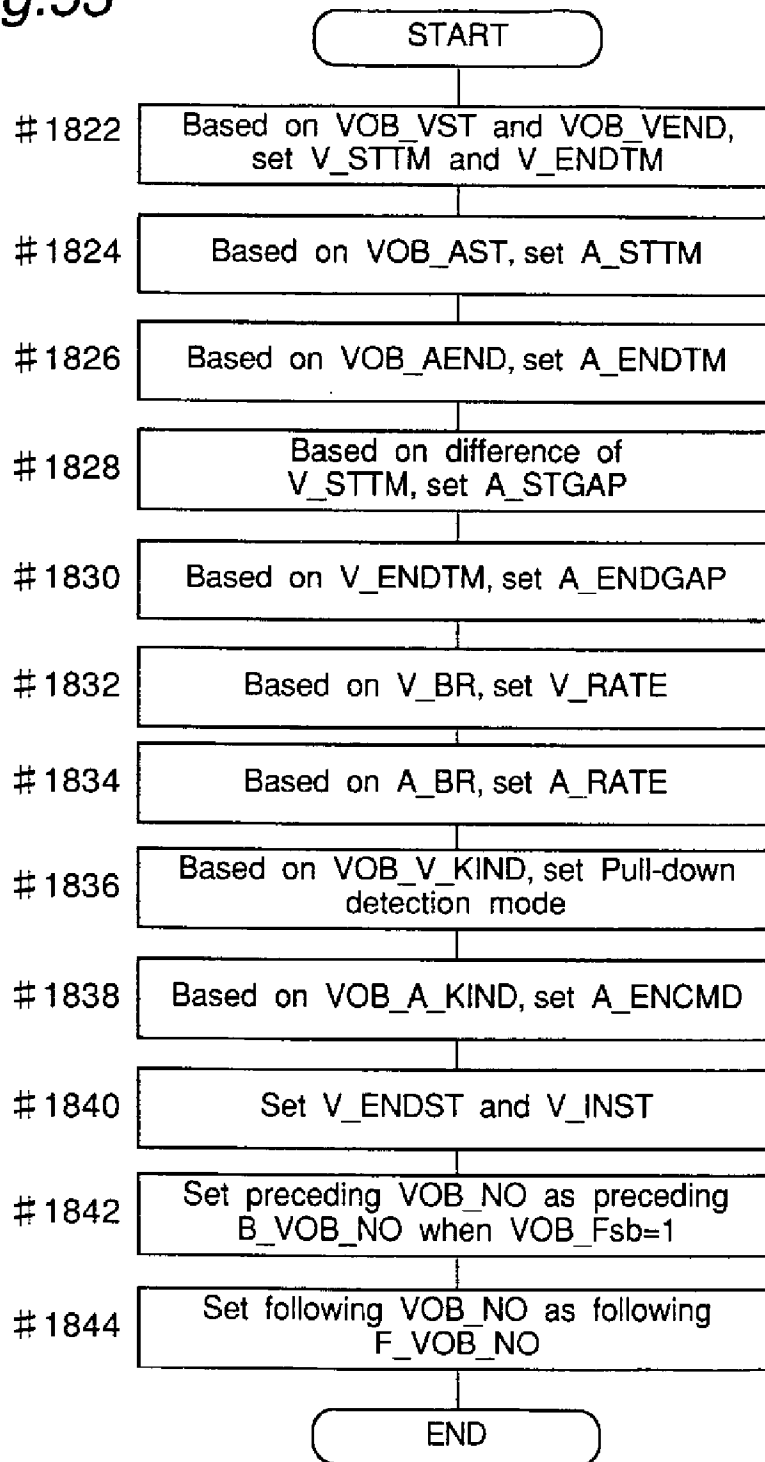 g.53
START
#1822
Based on VOB_VST and VOB_VEND,
set V_STTM and V_ENDTM
#1824
Based on VOB_AST, set A_STTM
#1826
Based on VOB_AEND, set A_ENDTM
#1828
Based on difference of
V_STTM, set A_STGAP
#1830
Based on V_ENDTM, set A_ENDGAP
#1832
Based on V_BR, set V_RATE
#1834
Based on A_BR, set A_RATE
#1836
Based on VOB_V_KIND, set Pull-down
detection mode
#1838
Based on VOB_A_KIND, set A_ENCMD
#1840
Set V_ENDST and V_INST
#1842
Set preceding VOB_NO as preceding
B_VOB_NO when VOB_Fsb=1
#1844
Set following VOB_NO as following
F_VOB_NO
END